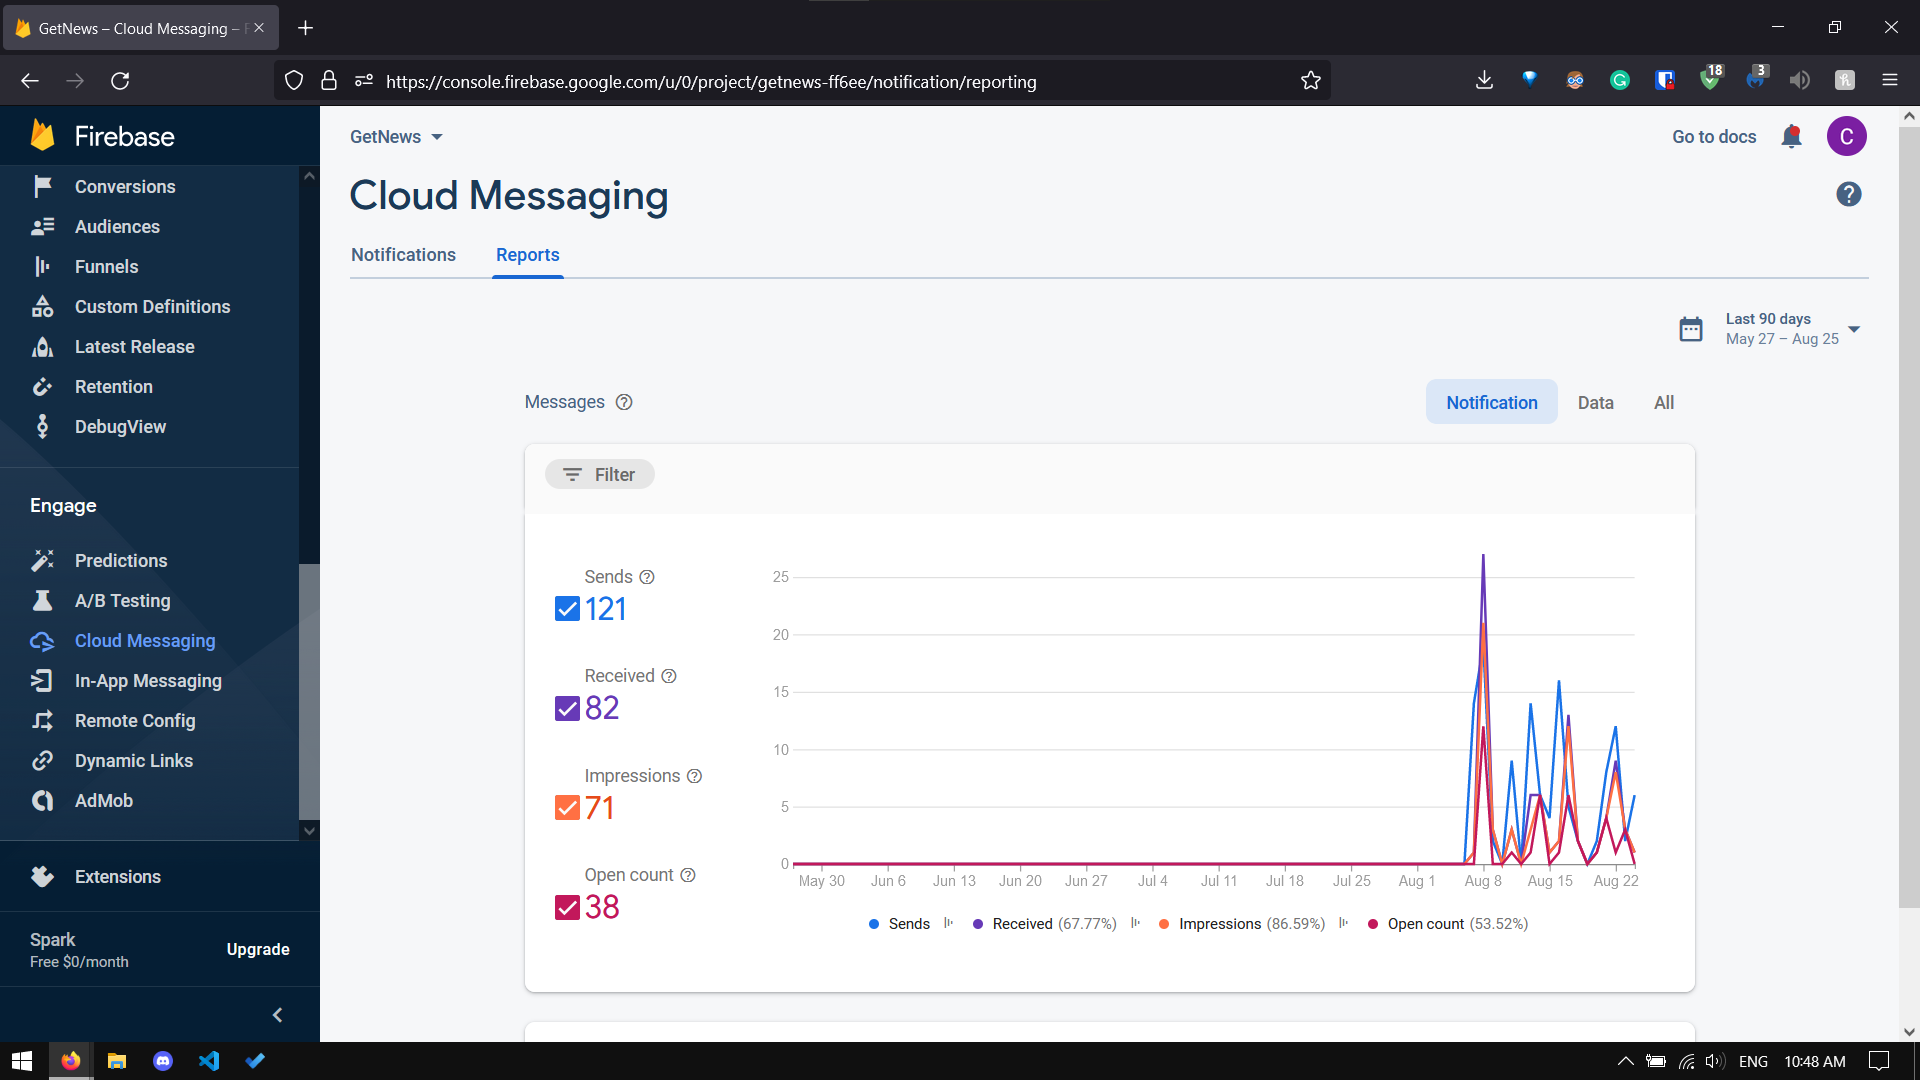 GetNews – Cloud Messaging –
https://console.firebase.google.com/u/0/project/getnews-ff6ee/notification/reporting
18
3
Firebase
Conversions
Audiences
Funnels
Custom Definitions
Latest Release
Retention
DebugView
Engage
Predictions
A/B Testing
Cloud Messaging
In-App Messaging
Remote Config
Dynamic Links
AdMob
Extensions
Spark
Free $0/month
Upgrade
GetNews
Go to docs
C
Cloud Messaging
?
Notifications
Reports
Last 90 days
May 27 – Aug 25
Messages ?
Notification
Data
All
Filter
Sends ?
121
Received ?
82
Impressions ?
71
Open count ?
38
25
20
15
10
5
0
May 30 Jun 6 Jun 13 Jun 20 Jun 27 Jul 4 Jul 11 Jul 18 Jul 25 Aug 1 Aug 8 Aug 15 Aug 22
Sends Received (67.77%) Impressions (86.59%) Open count (53.52%)
ENG
10:48 AM